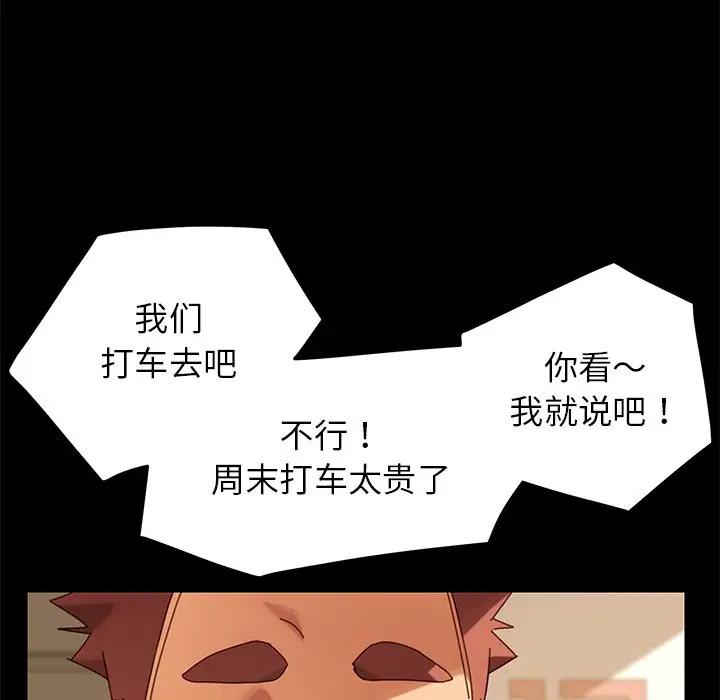 我们
打车去吧
不行！
周末打车太贵了
你看～
我就说吧！